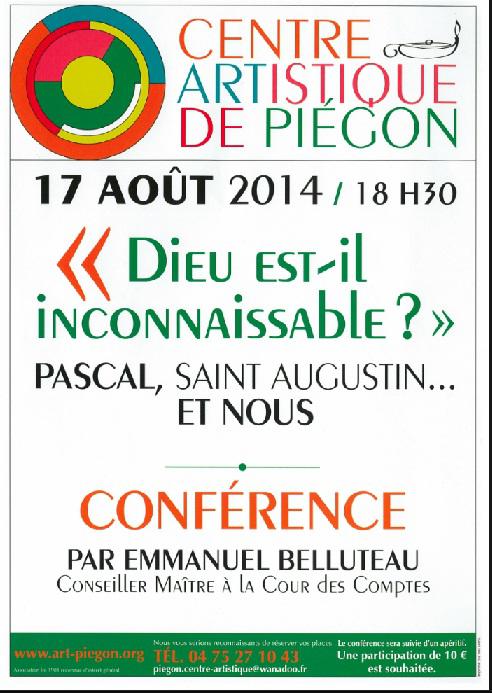 CENTRE
ARTISTIQUE
DE PIÉGON
17 AOÛT 2014 / 18 H30
« DIEU EST-il
INCONNAISSABLE ? »
PASCAL, SAINT AUGUSTIN...
ET NOUS
CONFÉRENCE
PAR EMMANUEL BELLUTEAU
CONSEILLER MAÎTRE À LA COUR DES COMPTES
www.art-piegon.org
Association loi 1901 reconnue d'intérêt général
Nous vous serions reconnaissants de réserver vos places
TÉL. 04 75 27 10 43
piegon.centre-artistique@wanadoo.fr
Le conférence sera suivie d'un apéritif.
Une participation de 10 €
est souhaitée.